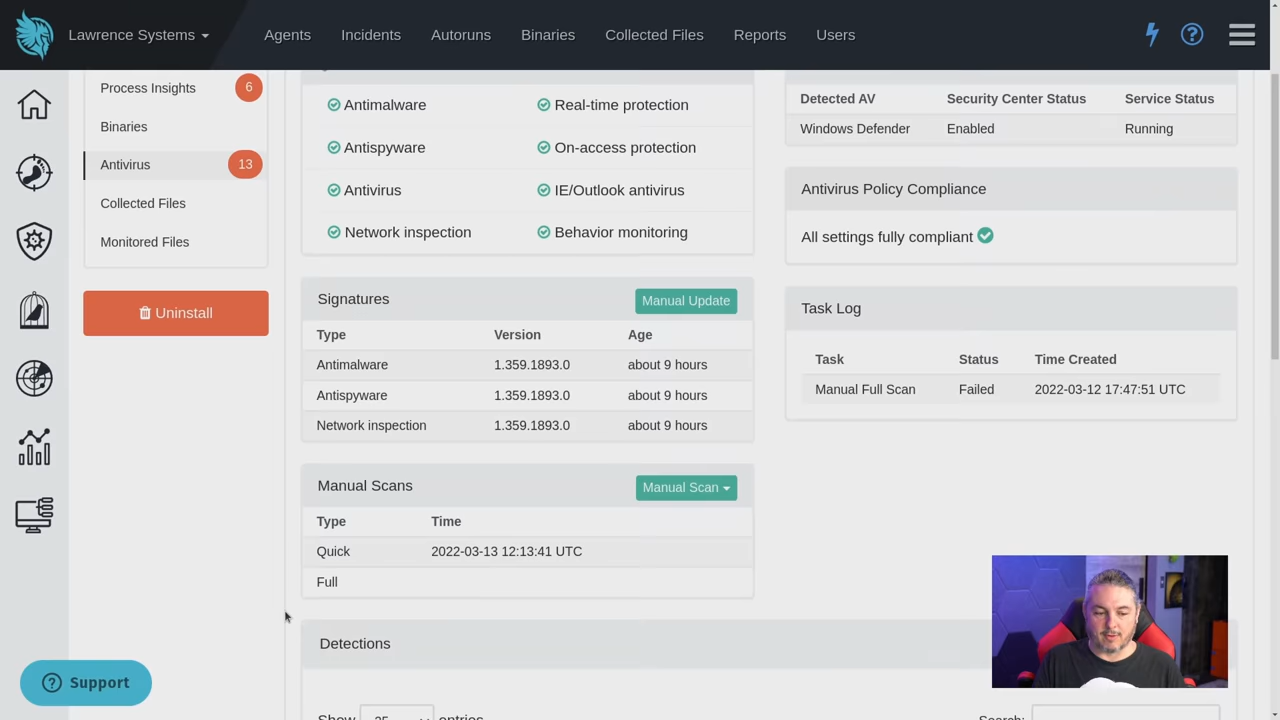 Lawrence Systems
Agents
Incidents
Autoruns
Binaries
Collected Files
Reports
Users
Process Insights 6
Binaries
Antivirus 13
Collected Files
Monitored Files
Uninstall
Antimalware
Real-time protection
Antispyware
On-access protection
Antivirus
IE/Outlook antivirus
Network inspection
Behavior monitoring
Signatures
Manual Update
Type Version Age
Antimalware 1.359.1893.0 about 9 hours
Antispyware 1.359.1893.0 about 9 hours
Network inspection 1.359.1893.0 about 9 hours
Manual Scans
Manual Scan
Type Time
Quick 2022-03-13 12:13:41 UTC
Full
Detections
Show 25 entries
Search:
Detected AV Security Center Status Service Status
Windows Defender Enabled Running
Antivirus Policy Compliance
All settings fully compliant
Task Log
Task Status Time Created
Manual Full Scan Failed 2022-03-12 17:47:51 UTC
Support